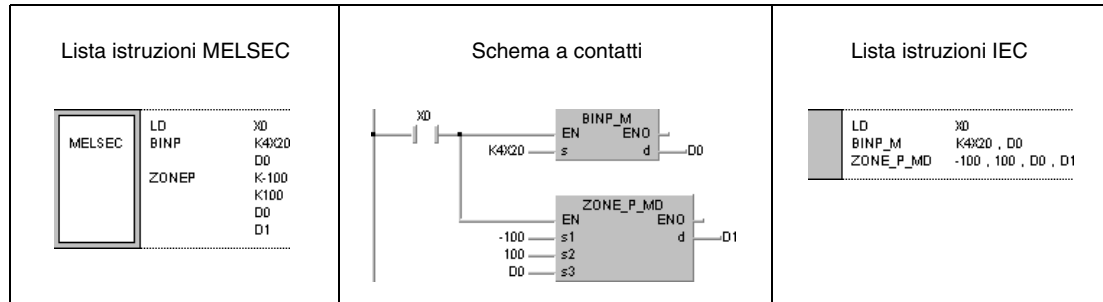 Lista istruzioni MELSEC
MELSEC
LD X0
BINP K4X20
D0
ZONEP K-100
K100
D0
D1
Schema a contatti
X0
BINP_M
EN ENO
K4X20 s d D0
ZONE_P_MD
EN ENO
-100 s1 d D1
100 s2
D0 s3
Lista istruzioni IEC
LD X0
BINP_M K4X20 , D0
ZONE_P_MD -100 , 100 , D0 , D1